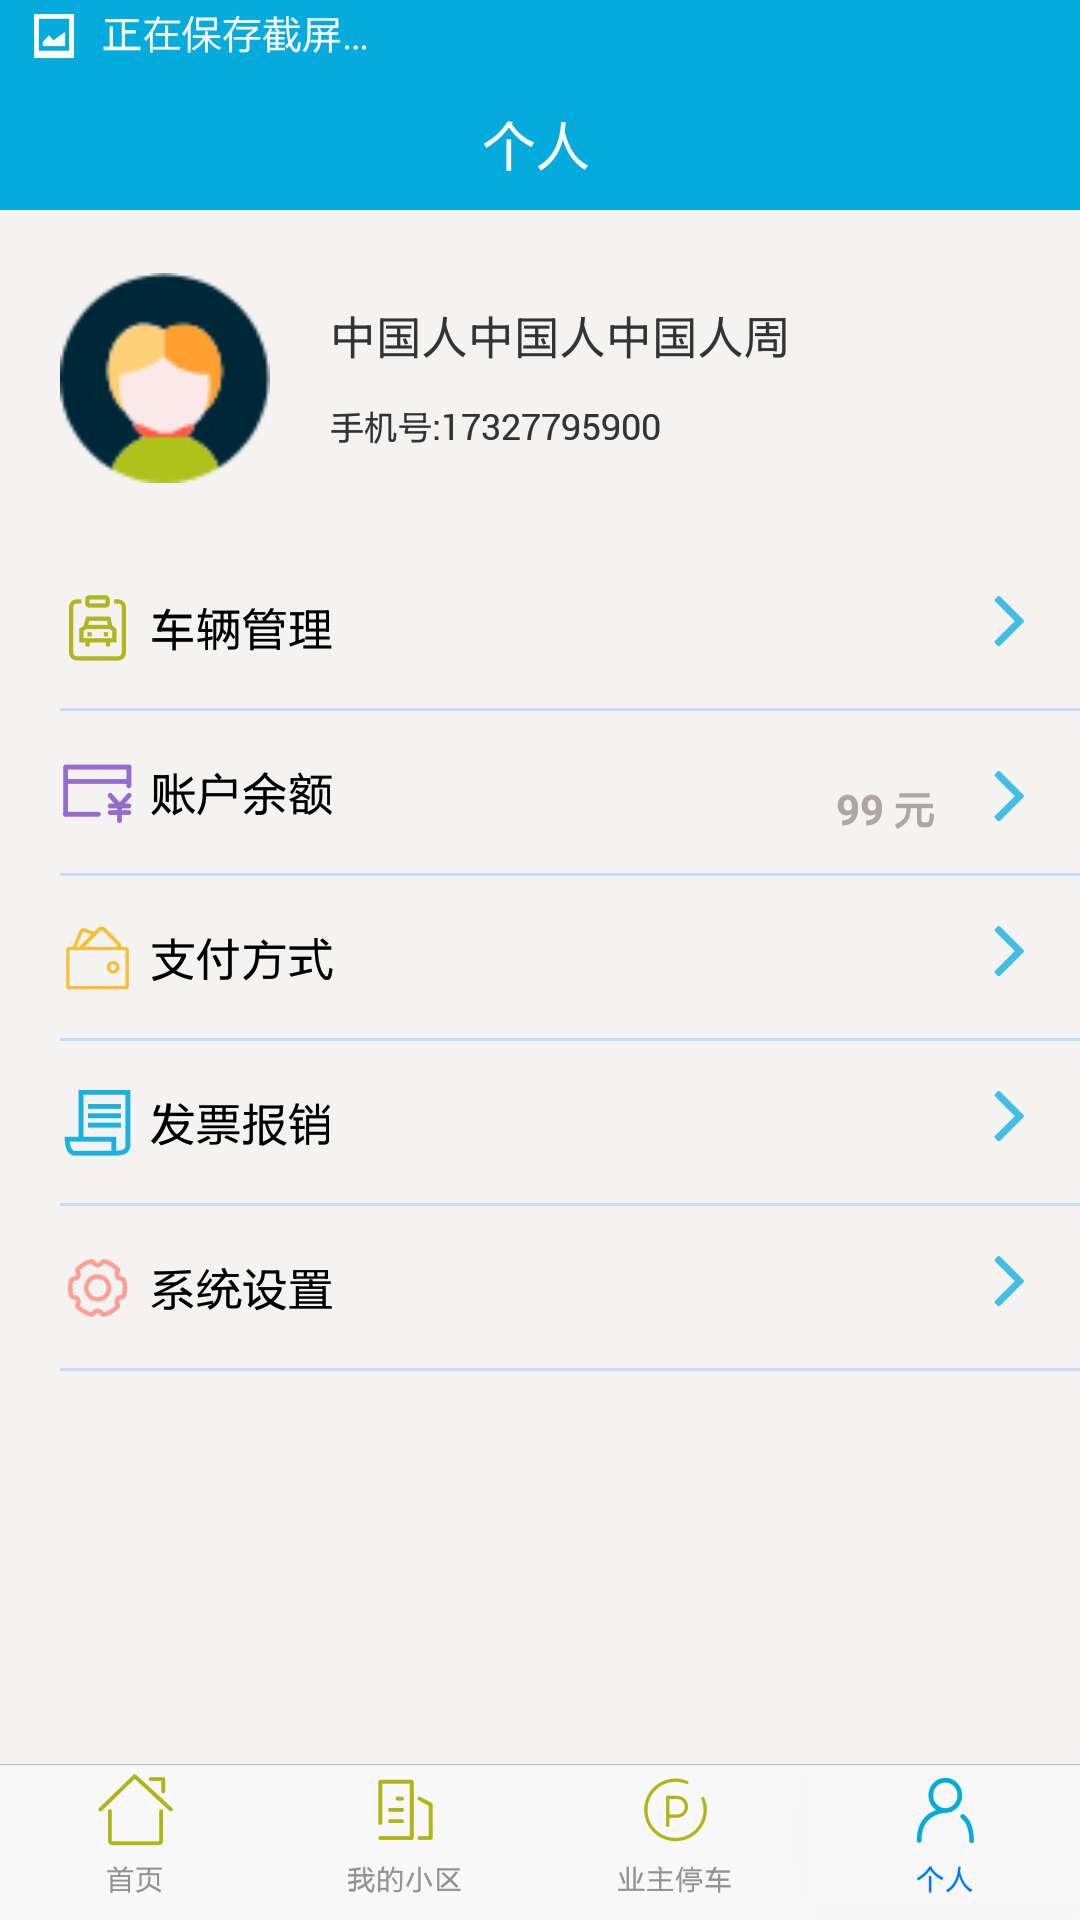 正在保存截屏...
个人
中国人中国人中国人周
手机号:17327795900
车辆管理
账户余额
99 元
支付方式
发票报销
系统设置
P
首页
我的小区
业主停车
个人